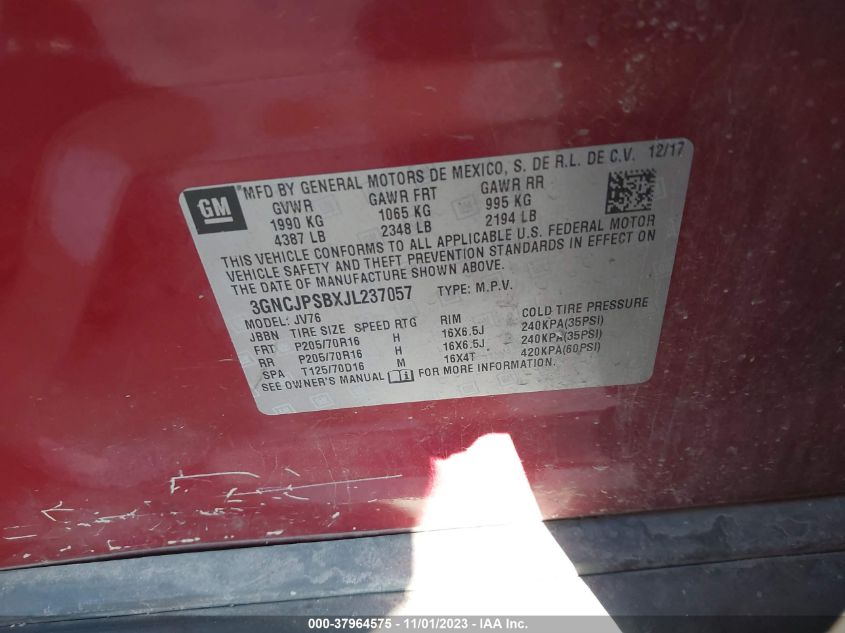 GM
MFD BY GENERAL MOTORS DE MEXICO, S. DE R.L. DE C.V. 12/17
GVWR GAWR FRT GAWR RR
1990 KG 1065 KG 995 KG
4387 LB 2348 LB 2194 LB
THIS VEHICLE CONFORMS TO ALL APPLICABLE U.S. FEDERAL MOTOR
VEHICLE SAFETY AND THEFT PREVENTION STANDARDS IN EFFECT ON
THE DATE OF MANUFACTURE SHOWN ABOVE.
3GNCJPSBXJL237057 TYPE: M.P.V.
MODEL: JV76
JBBN TIRE SIZE SPEED RTG RIM COLD TIRE PRESSURE
FRT P205/70R16 H 16X6.5J 240KPA(35PSI)
RR P205/70R16 H 16X6.5J 240KPA(35PSI)
SPA T125/70D16 M 16X4T 420KPA(60PSI)
SEE OWNER'S MANUAL FOR MORE INFORMATION.
000-37964575 - 11/01/2023 - IAA Inc.